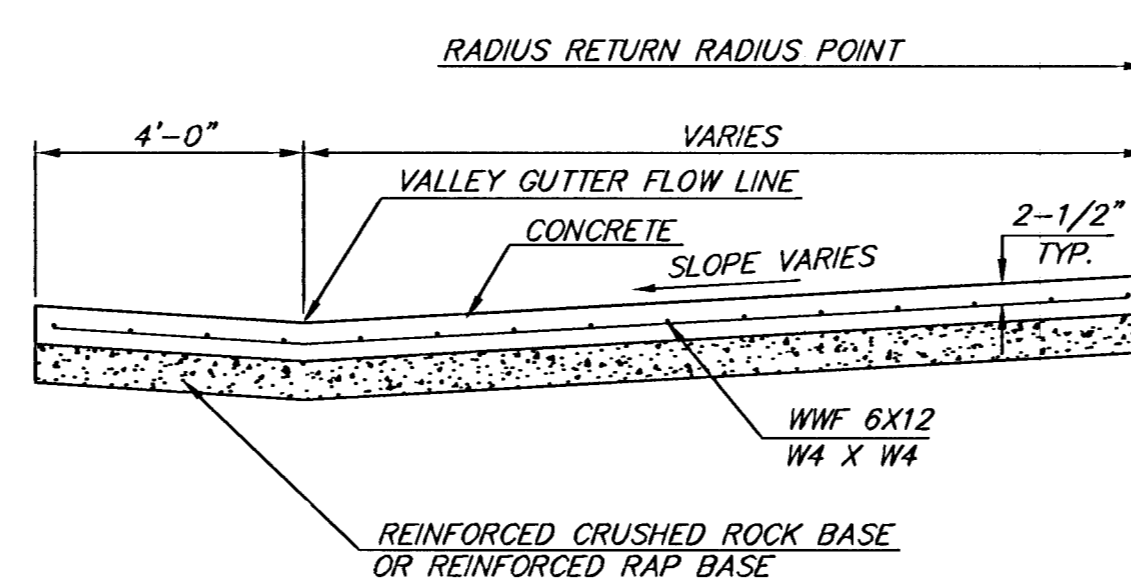 RADIUS RETURN RADIUS POINT
4'-0"
VARIES
VALLEY GUTTER FLOW LINE
CONCRETE
2-1/2"
TYP.
SLOPE VARIES
WWF 6X12
W4 X W4
REINFORCED CRUSHED ROCK BASE
OR REINFORCED RAP BASE